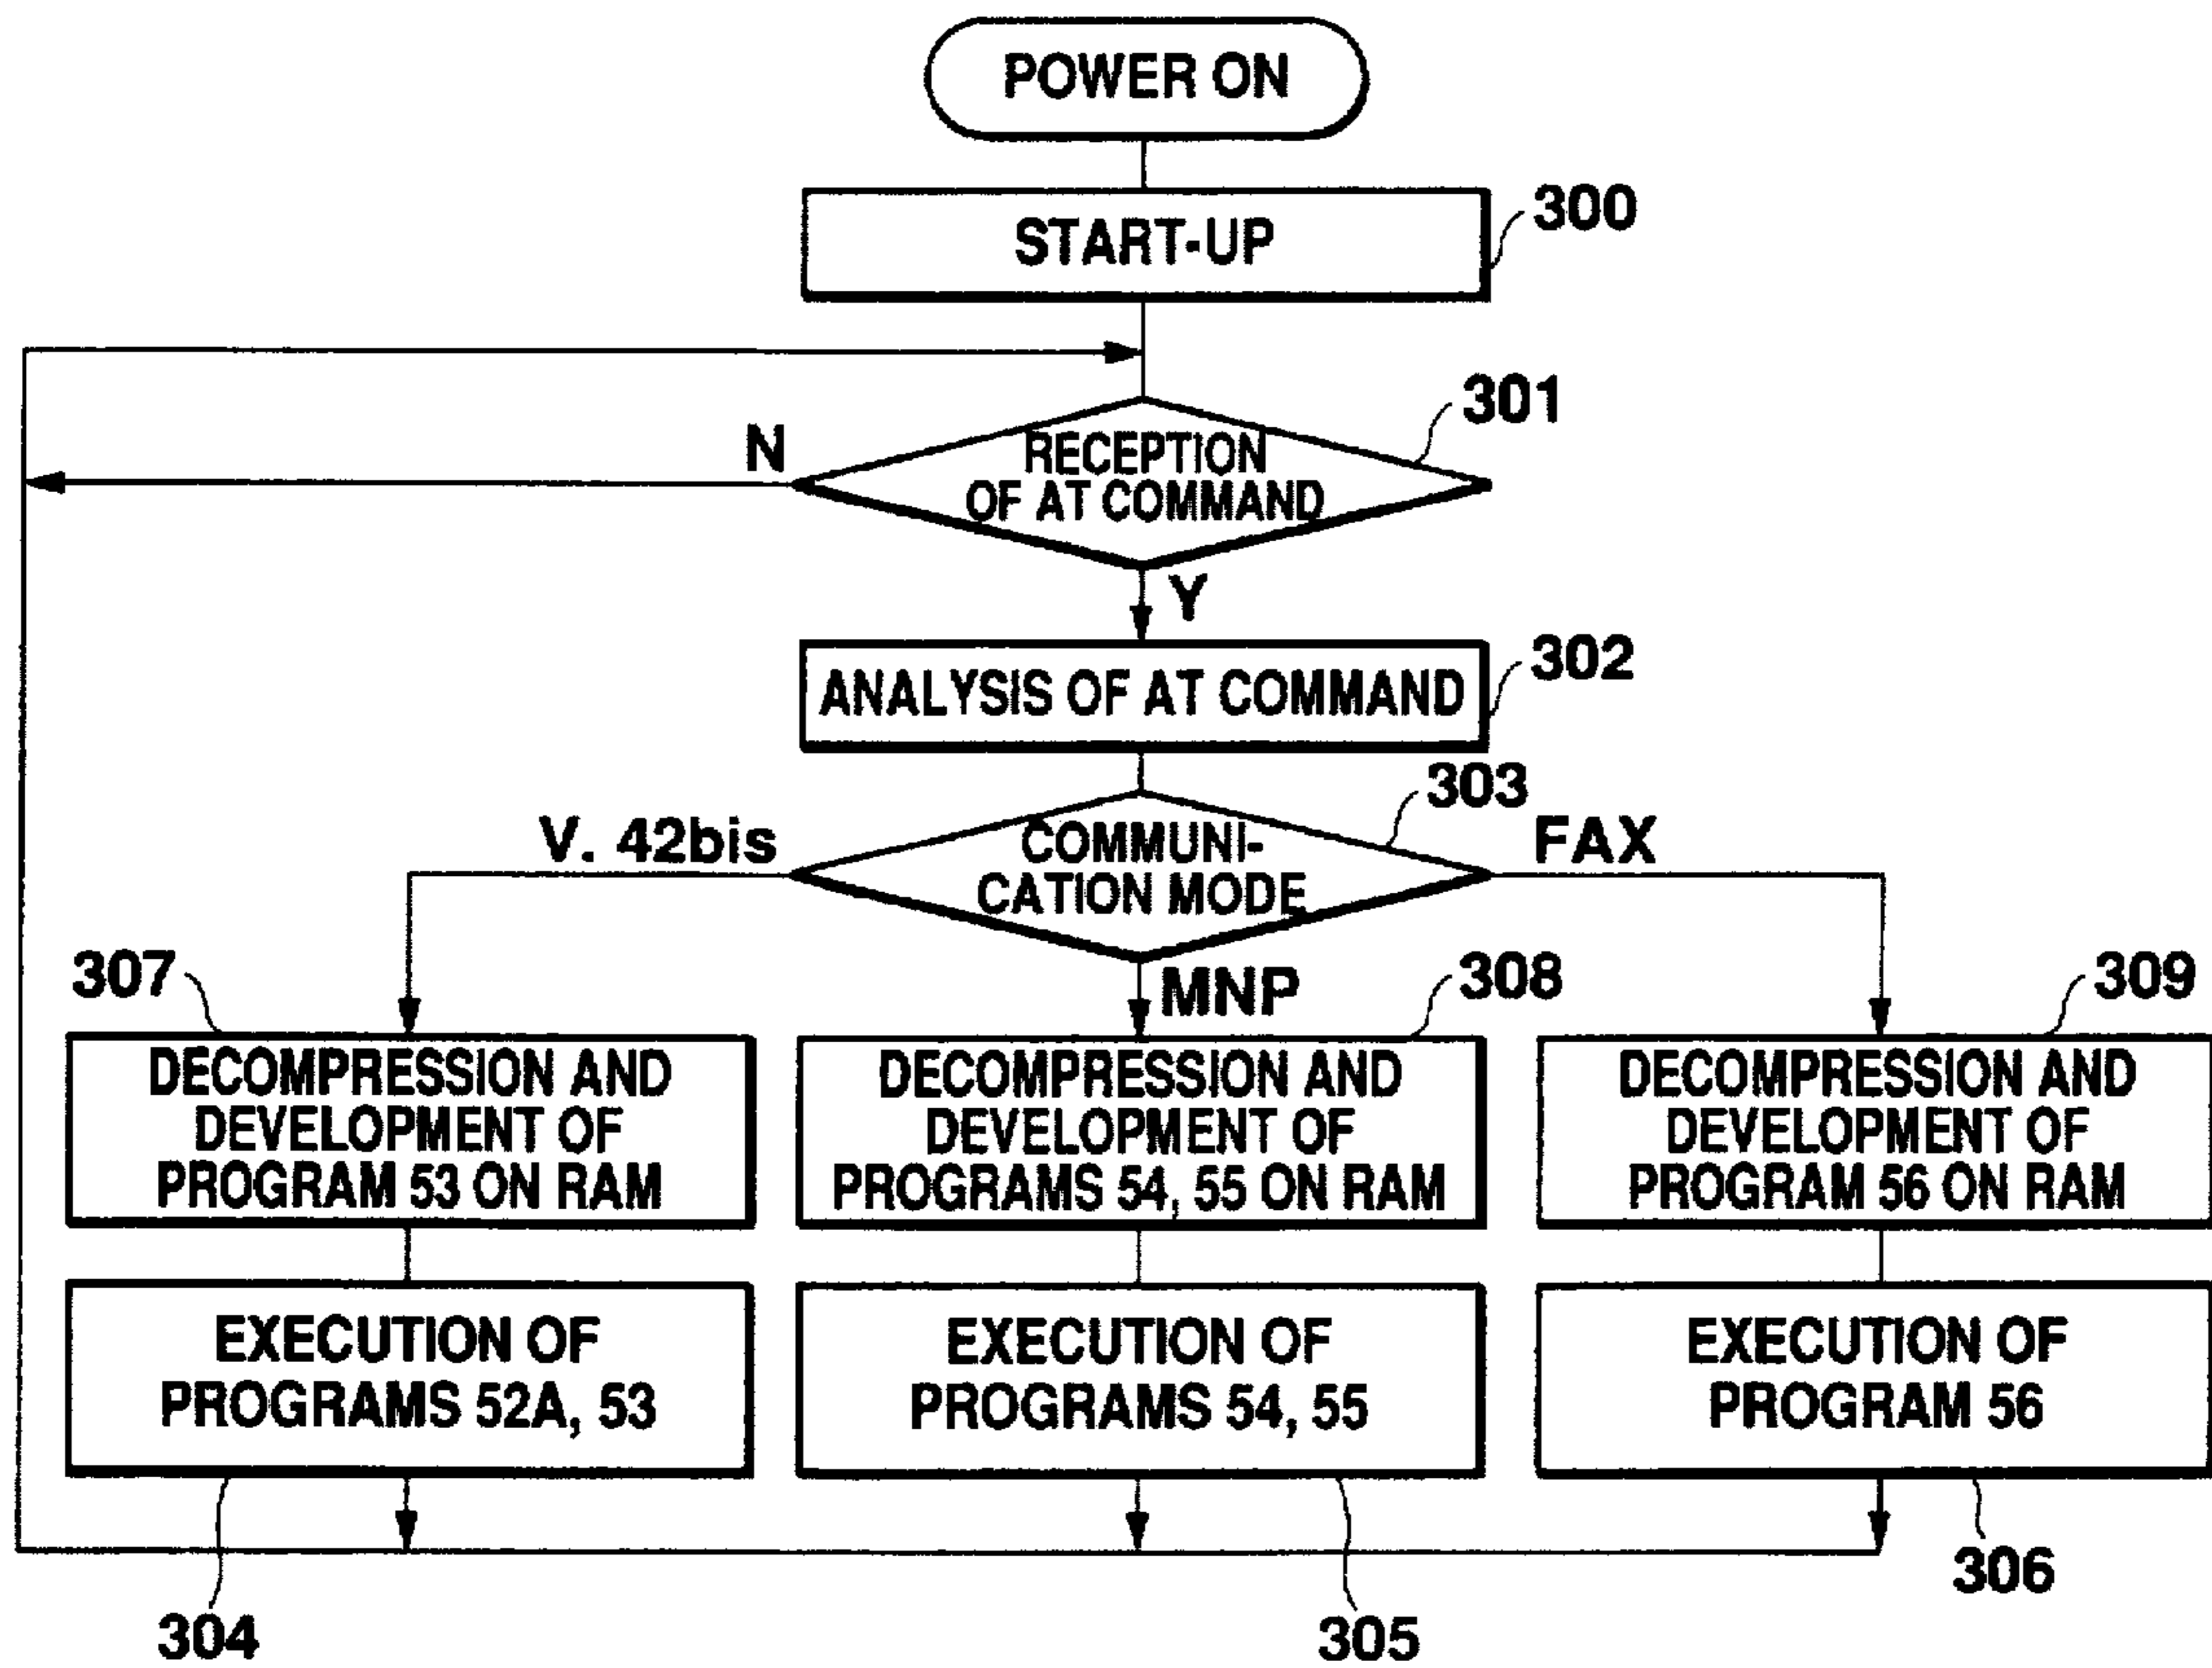 POWER ON
START-UP
300
301
N
RECEPTION
OF AT COMMAND
Y
ANALYSIS OF AT COMMAND
302
303
V. 42bis
COMMUNI-
CATION MODE
FAX
307
MNP
308
309
DECOMPRESSION AND
DEVELOPMENT OF
PROGRAM 53 ON RAM
DECOMPRESSION AND
DEVELOPMENT OF
PROGRAMS 54, 55 ON RAM
DECOMPRESSION AND
DEVELOPMENT OF
PROGRAM 56 ON RAM
EXECUTION OF
PROGRAMS 52A, 53
EXECUTION OF
PROGRAMS 54, 55
EXECUTION OF
PROGRAM 56
304
305
306